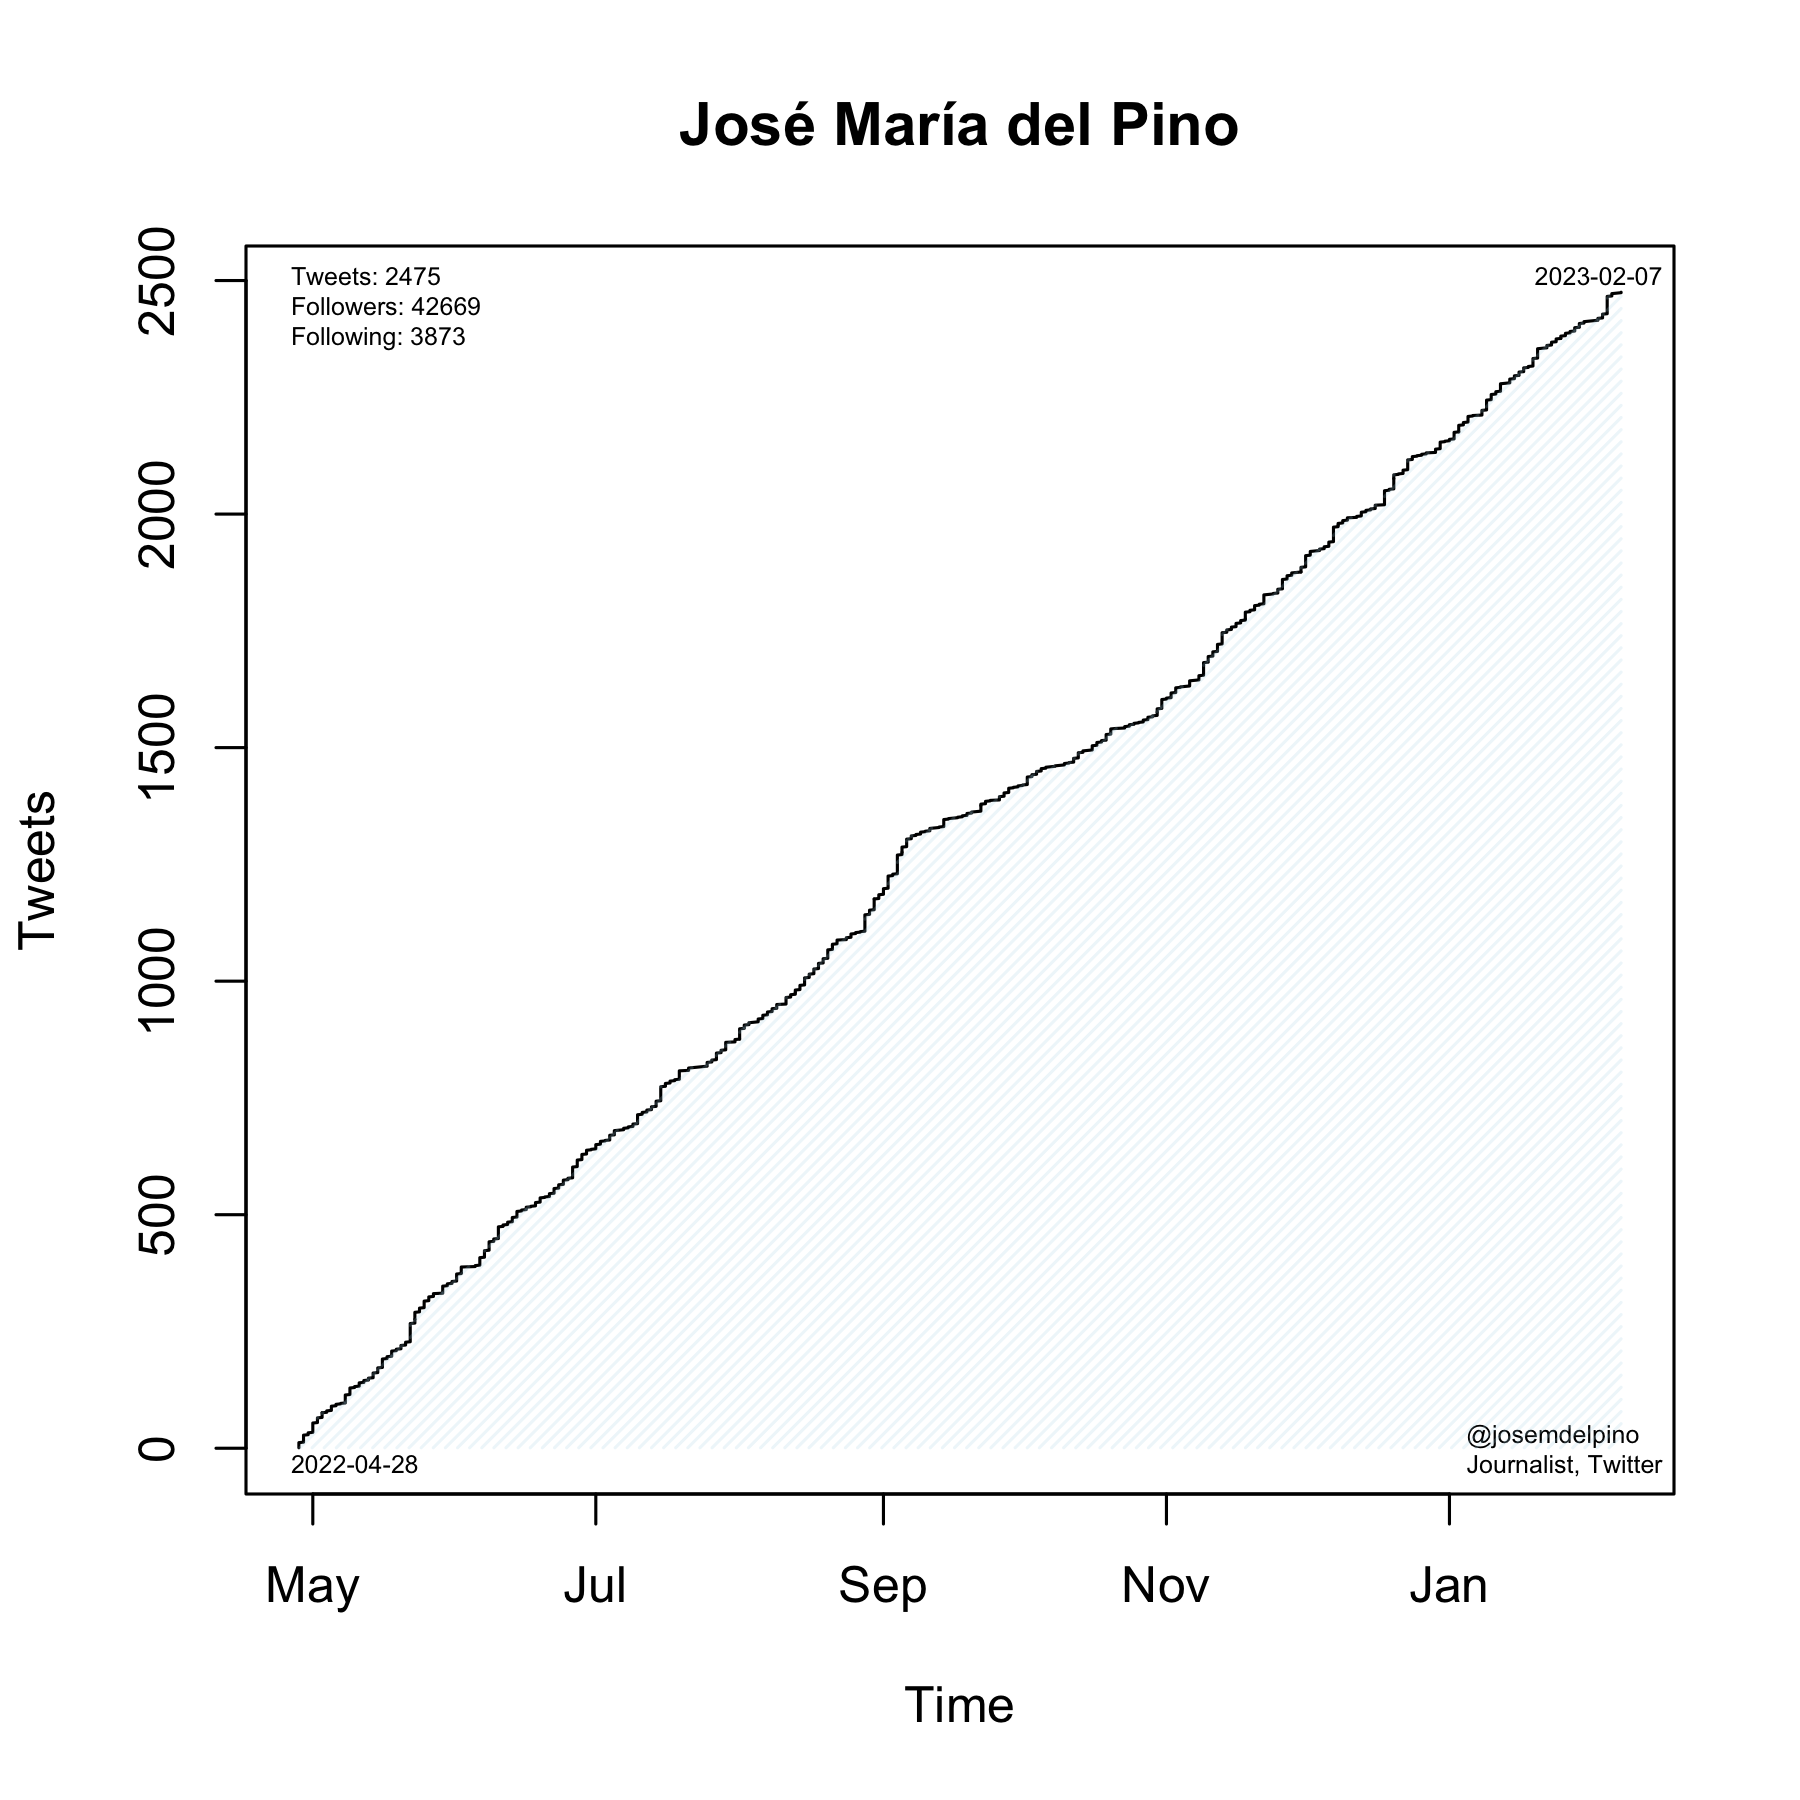 José María del Pino
Tweets: 2475
Followers: 42669
Following: 3873
2023-02-07
2500
2000
1500
1000
500
0
Tweets
2022-04-28
@josemdelpino
Journalist, Twitter
May Jul Sep Nov Jan
Time